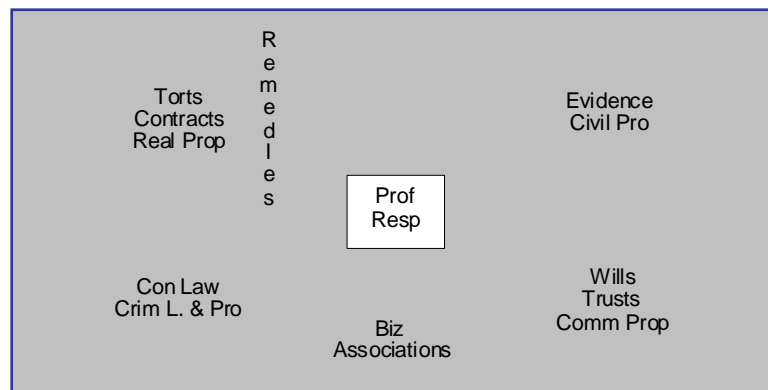 Remedies
Torts
Contracts
Real Prop
Evidence
Civil Pro
Prof
Resp
Con Law
Crim L. & Pro
Biz
Associations
Wills
Trusts
Comm Prop